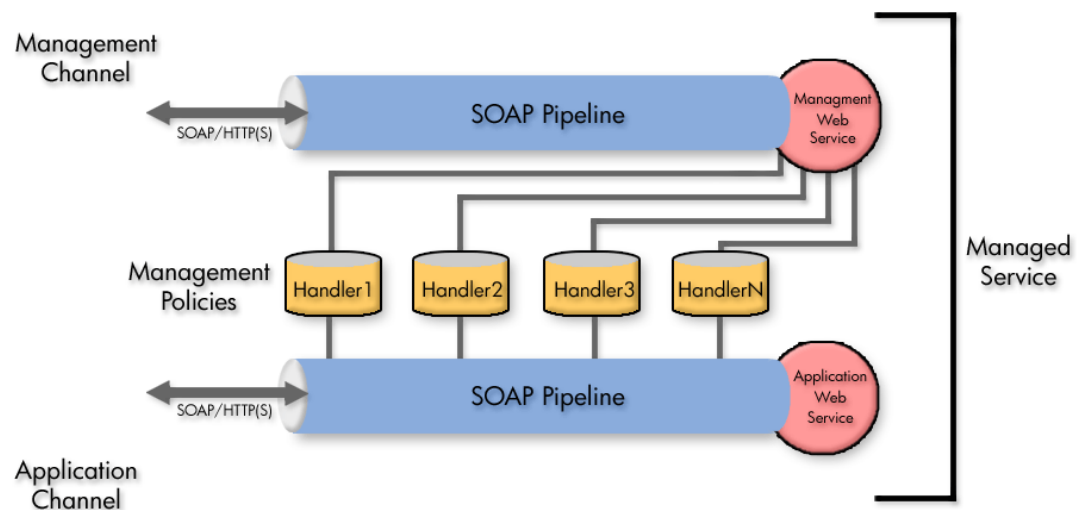 Management
Channel
SOAP/HTTP(S)
SOAP Pipeline
Managment
Web
Service
Management
Policies
Handler1
Handler2
Handler3
HandlerN
Managed
Service
SOAP/HTTP(S)
SOAP Pipeline
Application
Web
Service
Application
Channel